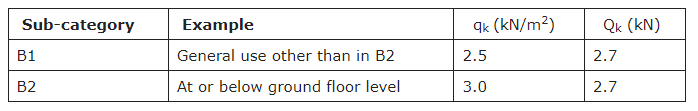 Sub-category Example qk (kN/m²) Qk (kN)
B1 General use other than in B2 2.5 2.7
B2 At or below ground floor level 3.0 2.7